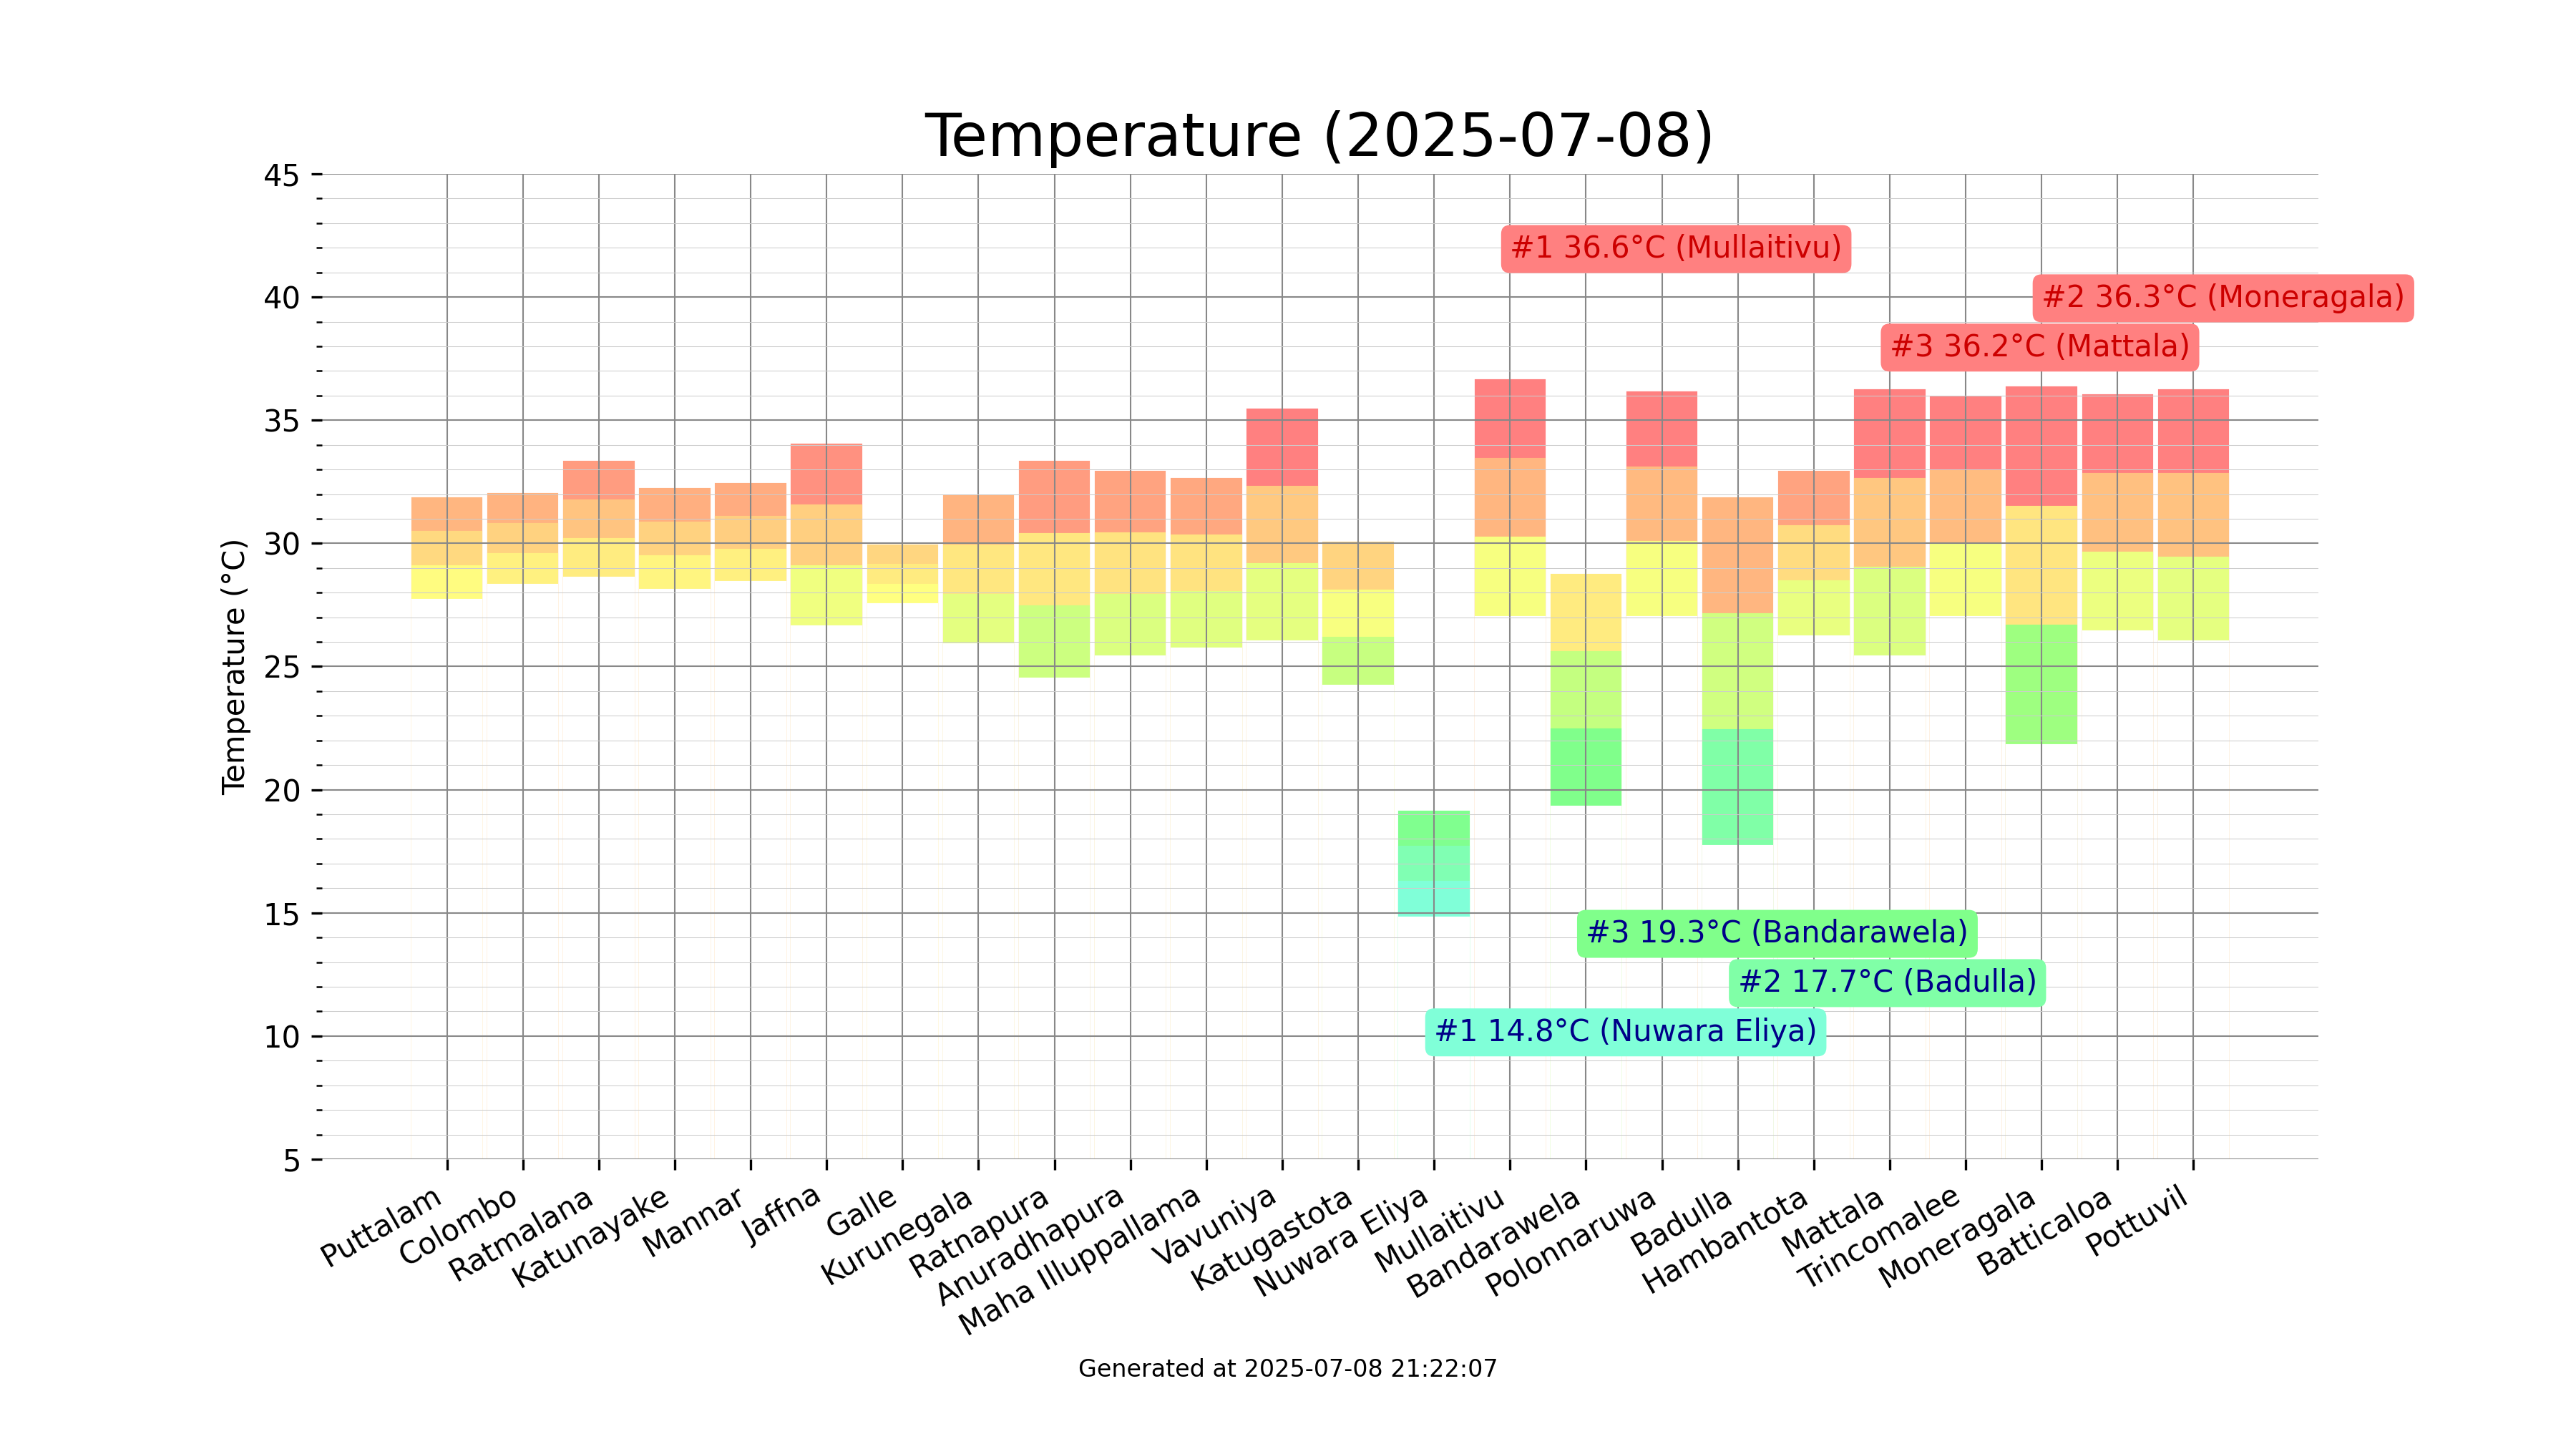 Temperature (2025-07-08)
45
40
35
30
25
20
15
10
5
Temperature (°C)
#1 36.6°C (Mullaitivu)
#2 36.3°C (Moneragala)
#3 36.2°C (Mattala)
#3 19.3°C (Bandarawela)
#2 17.7°C (Badulla)
#1 14.8°C (Nuwara Eliya)
Puttalam
Colombo
Ratmalana
Katunayake
Mannar
Jaffna
Galle
Kurunegala
Ratnapura
Anuradhapura
Maha Illuppallama
Vavuniya
Katugastota
Nuwara Eliya
Mullaitivu
Bandarawela
Polonnaruwa
Badulla
Hambantota
Mattala
Trincomalee
Moneragala
Batticaloa
Pottuvil
Generated at 2025-07-08 21:22:07